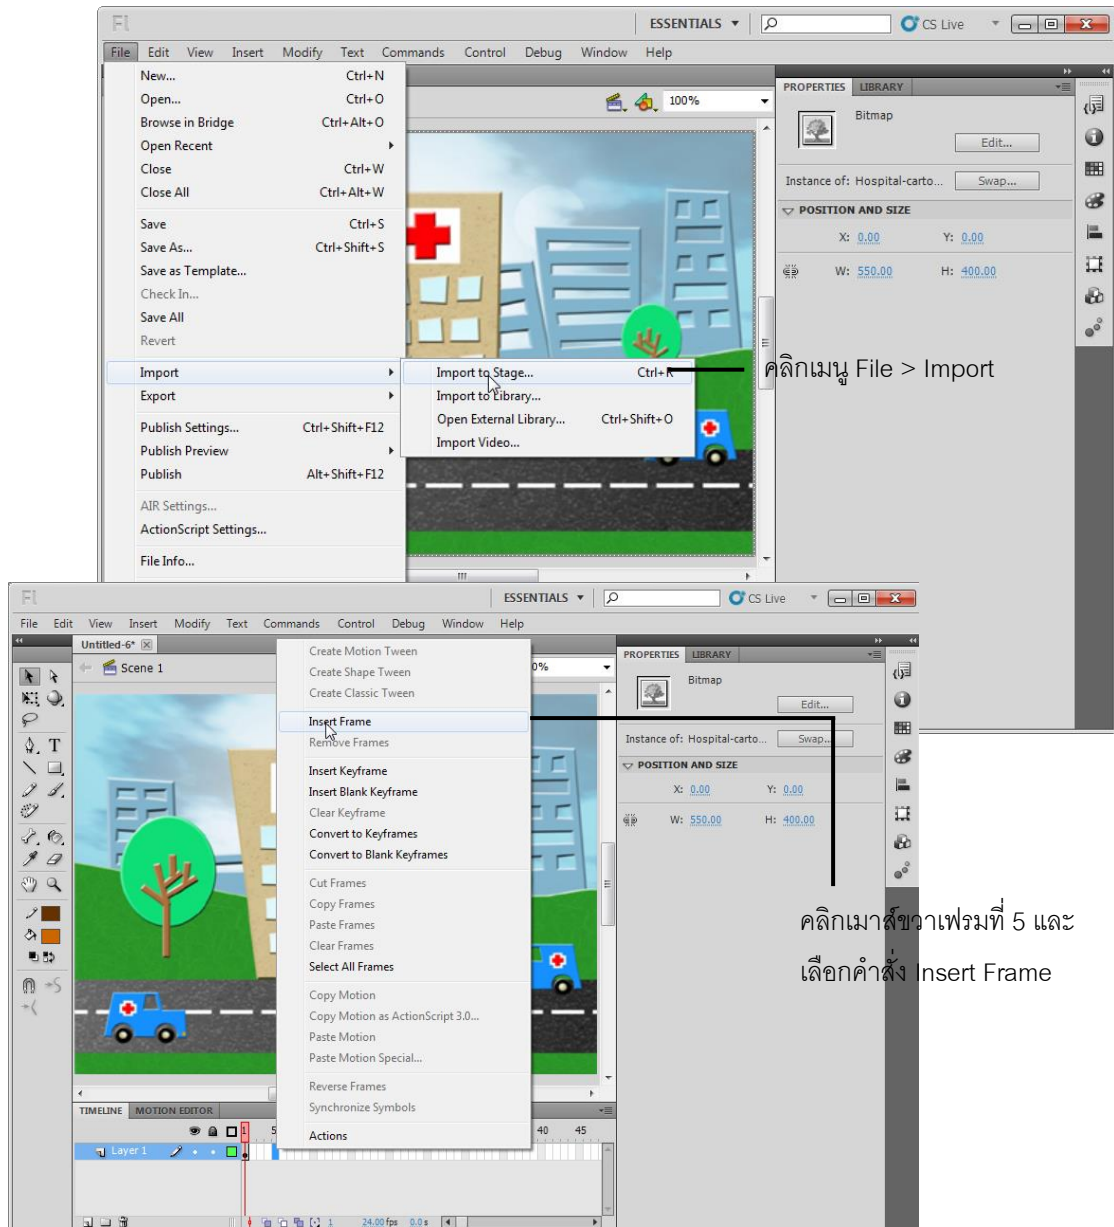 Fl
ESSENTIALS
CS Live
File Edit View Insert Modify Text Commands Control Debug Window Help
New... Ctrl+N
Open... Ctrl+O
Browse in Bridge Ctrl+Alt+O
Open Recent
Close Ctrl+W
Close All Ctrl+Alt+W
Save Ctrl+S
Save As... Ctrl+Shift+S
Save as Template...
Check In...
Save All
Revert
Import
Export
Publish Settings... Ctrl+Shift+F12
Publish Preview
Publish Alt+Shift+F12
AIR Settings...
ActionScript Settings...
File Info...
Import to Stage... Ctrl+R
Import to Library...
Open External Library... Ctrl+Shift+O
Import Video...
100%
PROPERTIES LIBRARY
Bitmap
Edit...
Instance of: Hospital-carto... Swap...
POSITION AND SIZE
X: 0.00 Y: 0.00
W: 550.00 H: 400.00
คลิกเมนู File > Import
Fl
ESSENTIALS
CS Live
File Edit View Insert Modify Text Commands Control Debug Window Help
Untitled-6*
Scene 1
0%
Create Motion Tween
Create Shape Tween
Create Classic Tween
Insert Frame
Remove Frames
Insert Keyframe
Insert Blank Keyframe
Clear Keyframe
Convert to Keyframes
Convert to Blank Keyframes
Cut Frames
Copy Frames
Paste Frames
Clear Frames
Select All Frames
Copy Motion
Copy Motion as ActionScript 3.0...
Paste Motion
Paste Motion Special...
Reverse Frames
Synchronize Symbols
Actions
PROPERTIES LIBRARY
Bitmap
Edit...
Instance of: Hospital-carto... Swap...
POSITION AND SIZE
X: 0.00 Y: 0.00
W: 550.00 H: 400.00
คลิกเมาส์ขวาเฟรมที่ 5 และ
เลือกคำสั่ง Insert Frame
TIMELINE MOTION EDITOR
1 5 40 45
Layer 1
1 24.00 fps 0.0 s